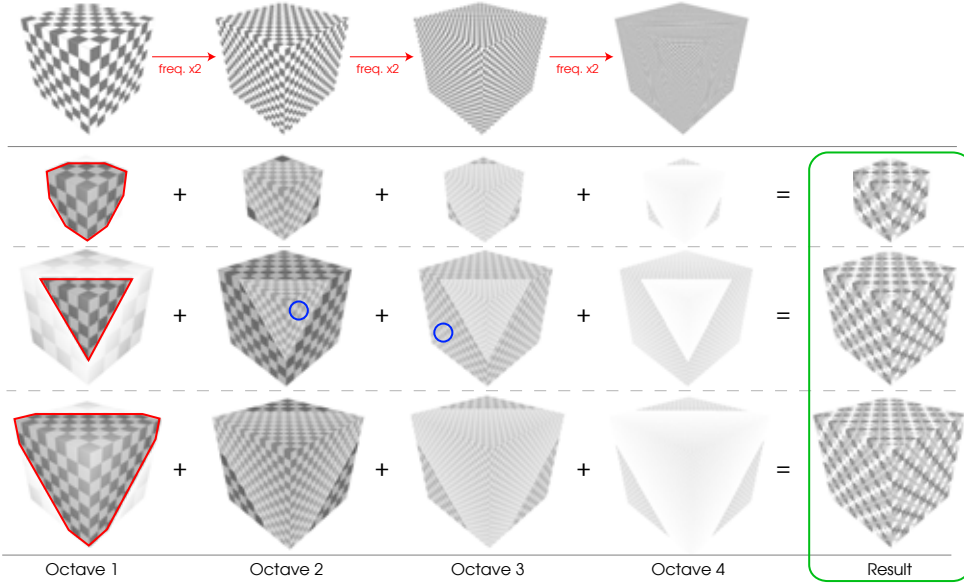 freq. x2
freq. x2
freq. x2
+ + + + =
+ + + + =
+ + + + =
Octave 1
Octave 2
Octave 3
Octave 4
Result